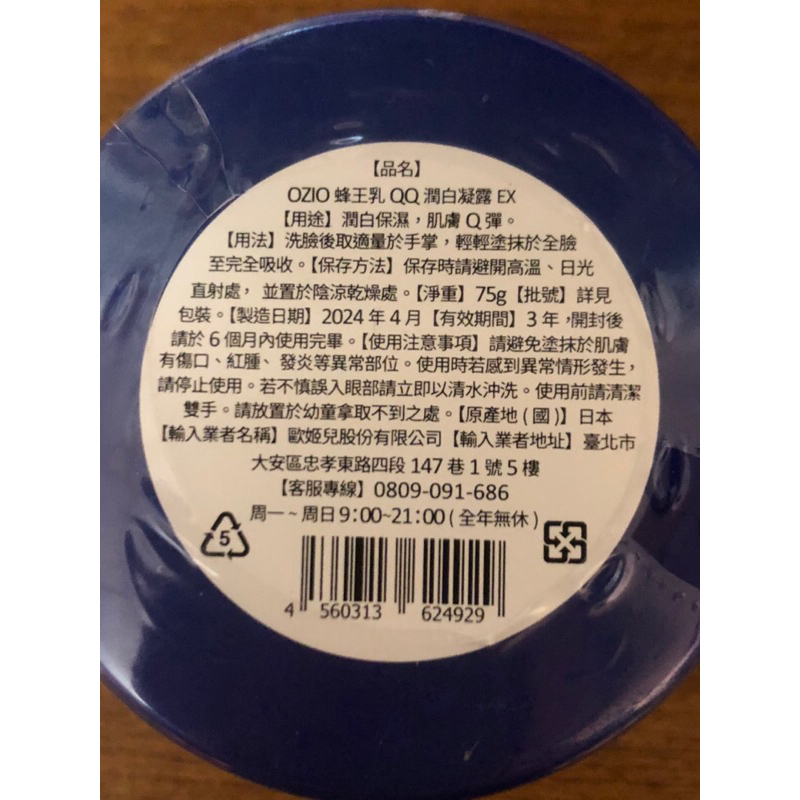 【品名】
OZIO 蜂王乳 QQ 潤白凝露 EX
【用途】潤白保濕，肌膚 Q 彈。
【用法】洗臉後取適量於手掌，輕輕塗抹於全臉
至完全吸收。【保存方法】保存時請避開高溫、日光
直射處， 並置於陰涼乾燥處。【淨重】75g【批號】詳見
包裝。【製造日期】2024 年 4 月【有效期間】3 年，開封後
請於 6 個月內使用完畢。【使用注意事項】請避免塗抹於肌膚
有傷口、紅腫、 發炎等異常部位。使用時若感到異常情形發生，
請停止使用。若不慎誤入眼部請立即以清水沖洗。使用前請清潔
雙手。請放置於幼童拿取不到之處。【原產地 ( 國 )】日本
【輸入業者名稱】歐姬兒股份有限公司【輸入業者地址】臺北市
大安區忠孝東路四段 147 巷 1 號 5 樓
【客服專線】0809-091-686
周一 ~ 周日 9:00~21:00 ( 全年無休 )
5
4 560313 624929